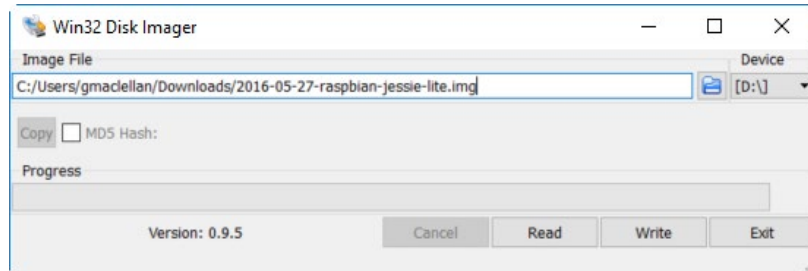 Win32 Disk Imager
Image File
Device
C:/Users/gmaclellan/Downloads/2016-05-27-raspbian-jessie-lite.img
[D:\]
Copy MD5 Hash:
Progress
Version: 0.9.5 Cancel Read Write Exit